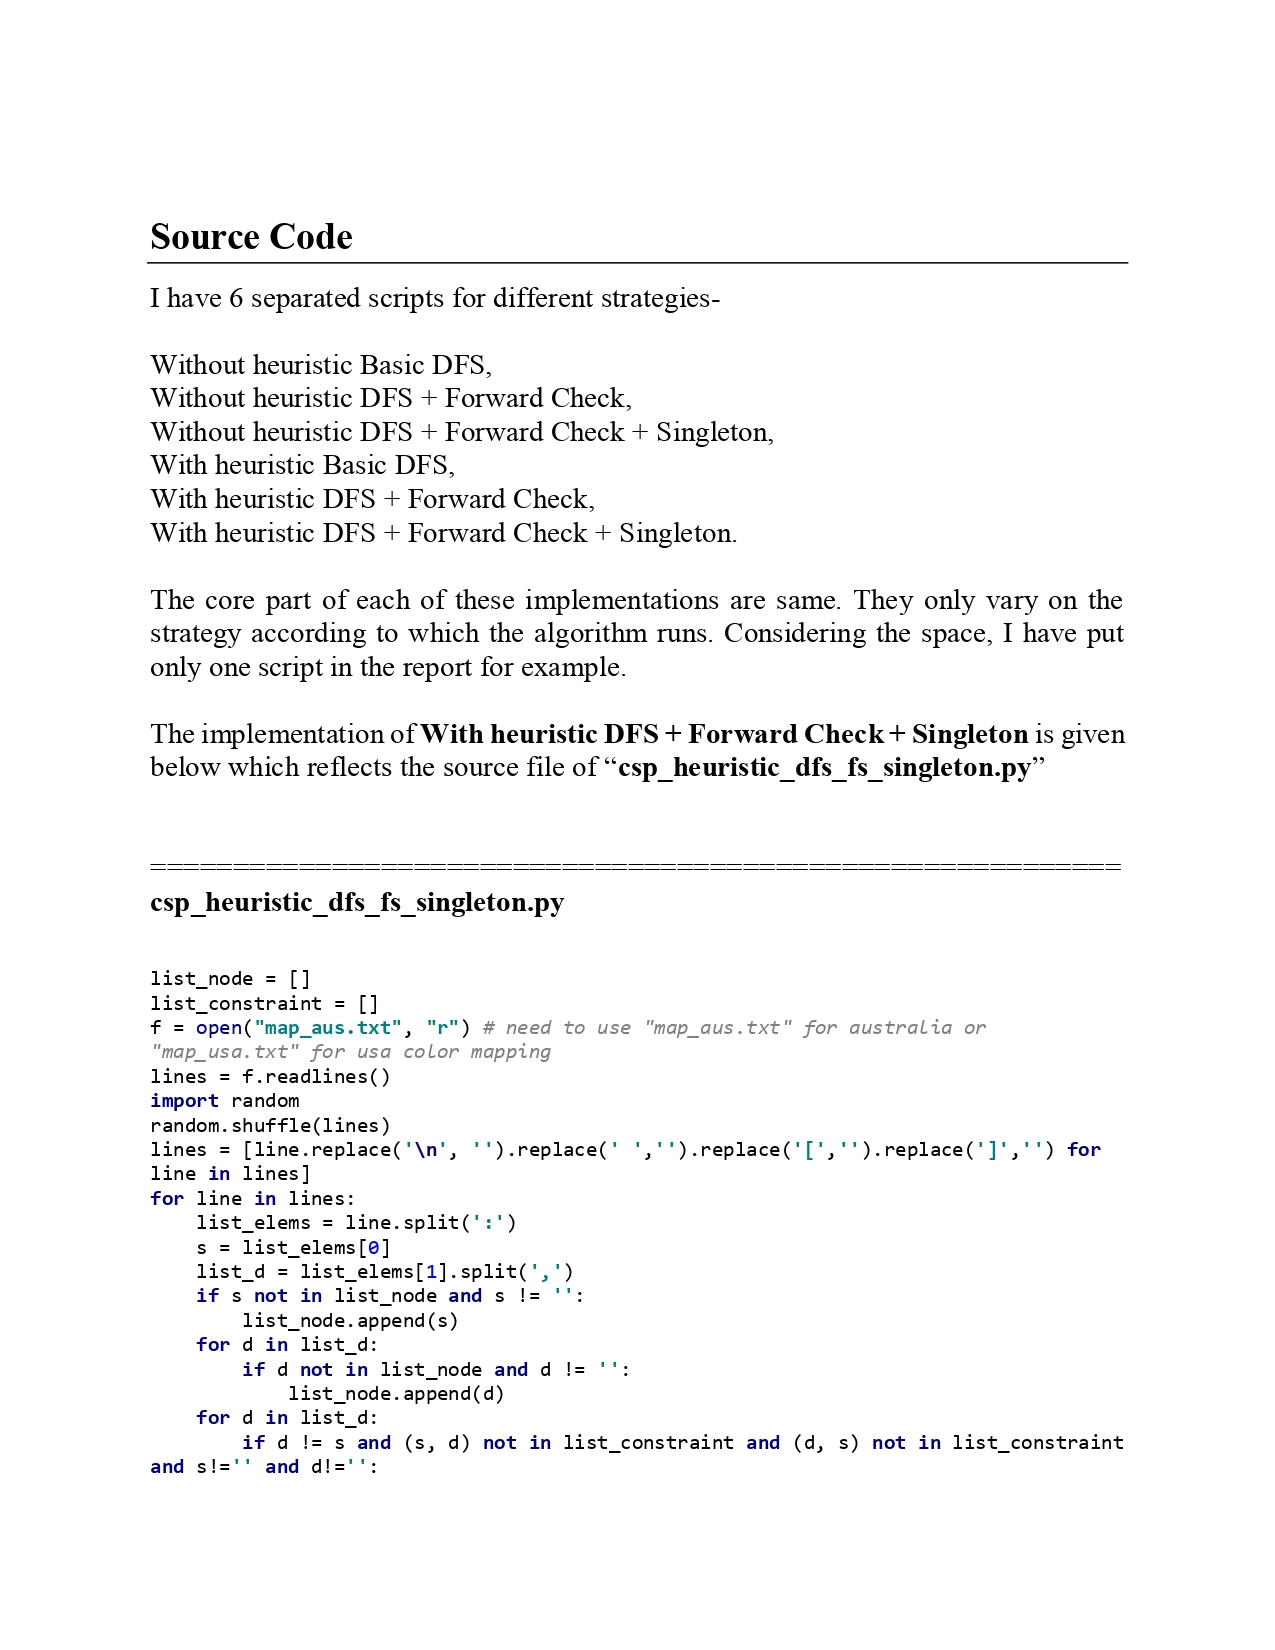 Source Code
I have 6 separated scripts for different strategies-
Without heuristic Basic DFS,
Without heuristic DFS + Forward Check,
Without heuristic DFS + Forward Check + Singleton,
With heuristic Basic DFS,
With heuristic DFS + Forward Check,
With heuristic DFS + Forward Check + Singleton.
The core part of each of these implementations are same. They only vary on the
strategy according to which the algorithm runs. Considering the space, I have put
only one script in the report for example.
The implementation of With heuristic DFS + Forward Check + Singleton is given
below which reflects the source file of “csp_heuristic_dfs_fs_singleton.py”
===========================================================
csp_heuristic_dfs_fs_singleton.py
list_node = []
list_constraint = []
f = open("map_aus.txt", "r") # need to use "map_aus.txt" for australia or
"map_usa.txt" for usa color mapping
lines = f.readlines()
import random
random.shuffle(lines)
lines = [line.replace('\n', '').replace(' ','').replace('[','').replace(']','') for
line in lines]
for line in lines:
    list_elems = line.split(':')
    s = list_elems[0]
    list_d = list_elems[1].split(',')
    if s not in list_node and s != '':
        list_node.append(s)
    for d in list_d:
        if d not in list_node and d != '':
            list_node.append(d)
    for d in list_d:
        if d != s and (s, d) not in list_constraint and (d, s) not in list_constraint
and s!='' and d!='':